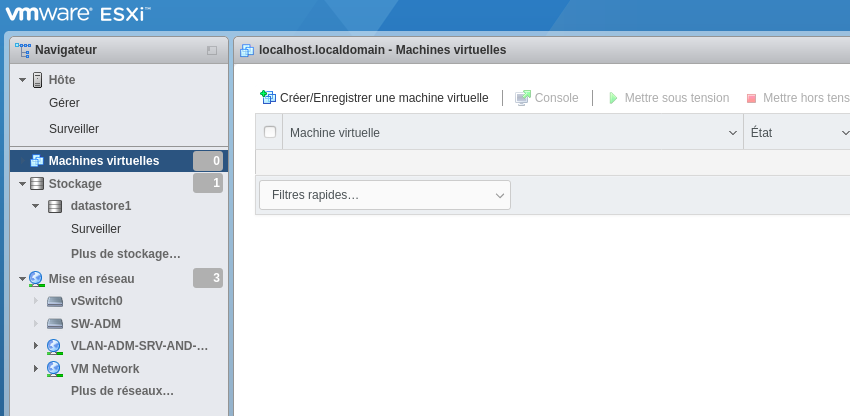 vmware ESXi™
Navigateur
localhost.localdomain - Machines virtuelles
Hôte
Gérer
Surveiller
Machines virtuelles 0
Stockage 1
datastore1
Surveiller
Plus de stockage…
Mise en réseau 3
vSwitch0
SW-ADM
VLAN-ADM-SRV-AND-…
VM Network
Plus de réseaux…
Créer/Enregistrer une machine virtuelle Console Mettre sous tension Mettre hors tens
Machine virtuelle État
Filtres rapides…